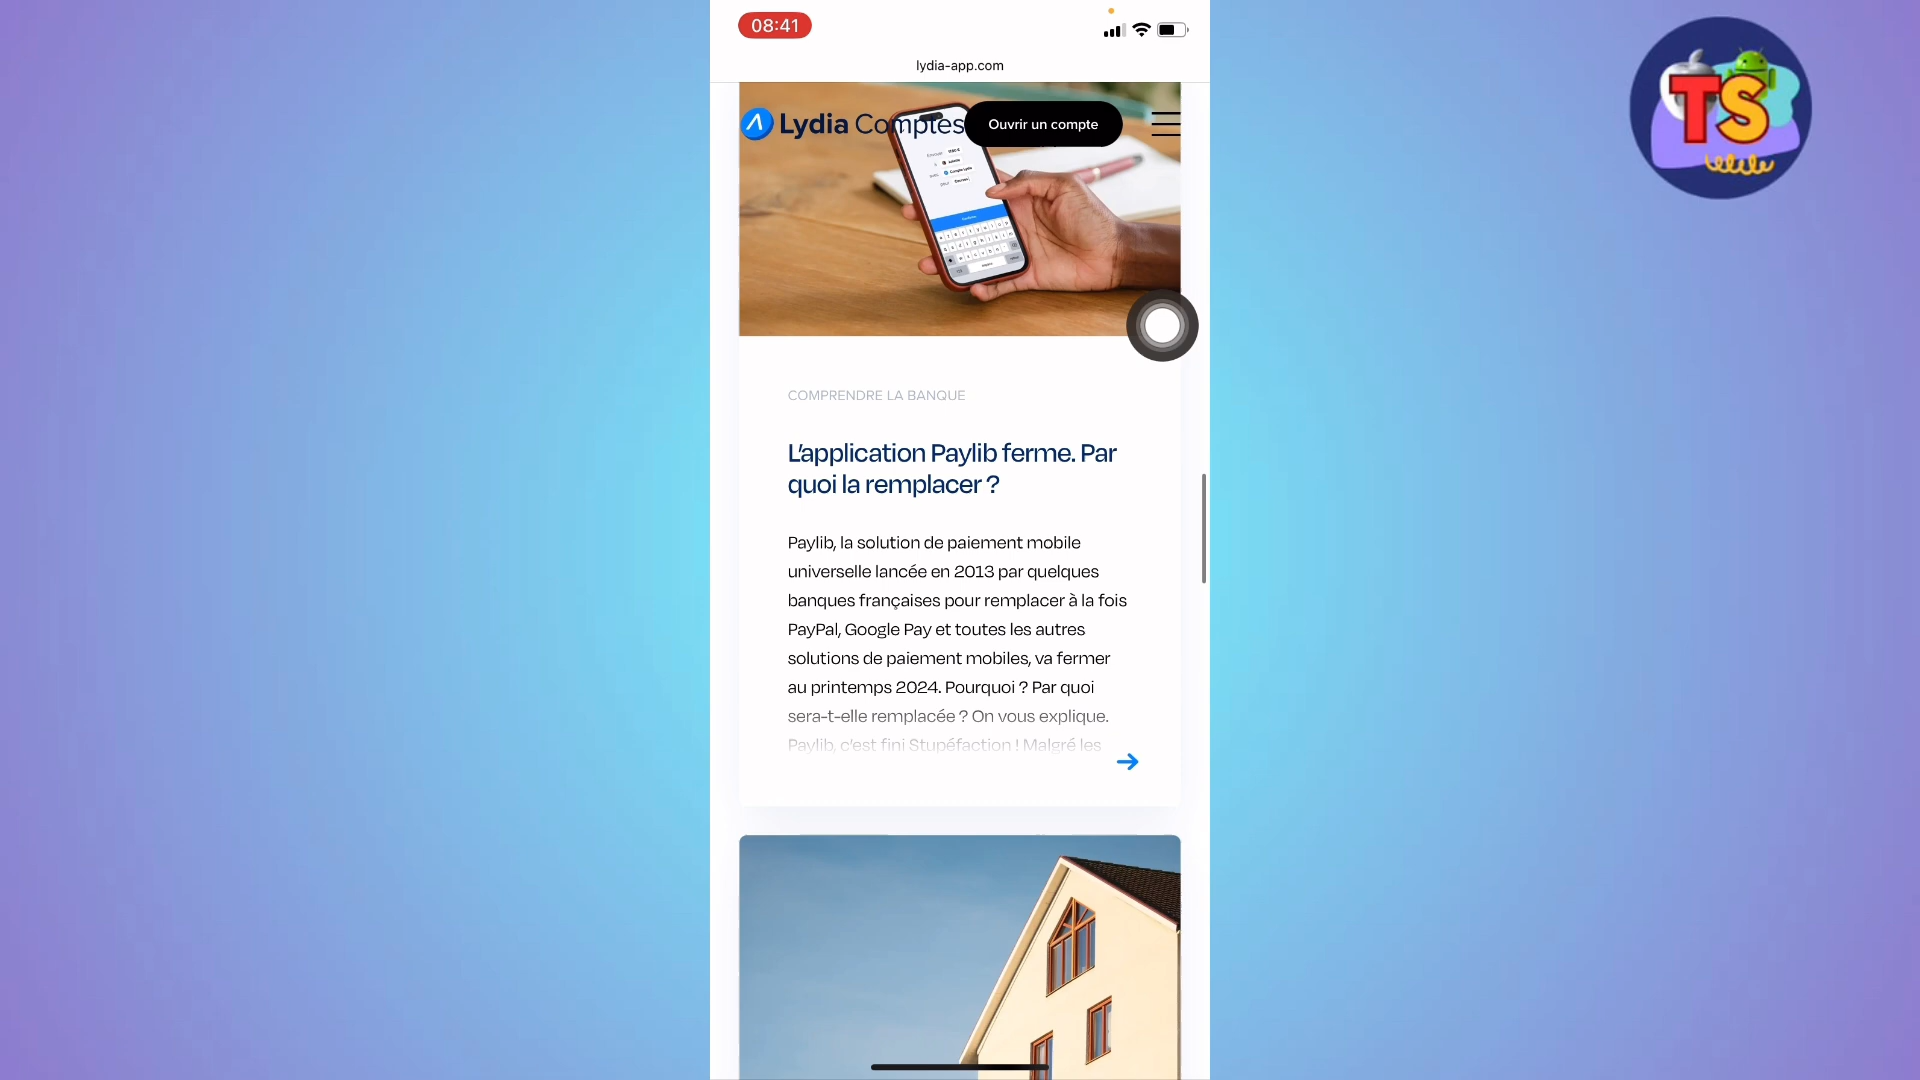 08:41
TS
lydia-app.com
Lydia Comptes
Ouvrir un compte
COMPRENDRE LA BANQUE
L’application Paylib ferme. Par
quoi la remplacer ?
Paylib, la solution de paiement mobile
universelle lancée en 2013 par quelques
banques françaises pour remplacer à la fois
PayPal, Google Pay et toutes les autres
solutions de paiement mobiles, va fermer
au printemps 2024. Pourquoi ? Par quoi
sera-t-elle remplacée ? On vous explique.
Paylib, c’est fini Stupéfaction ! Malgré les